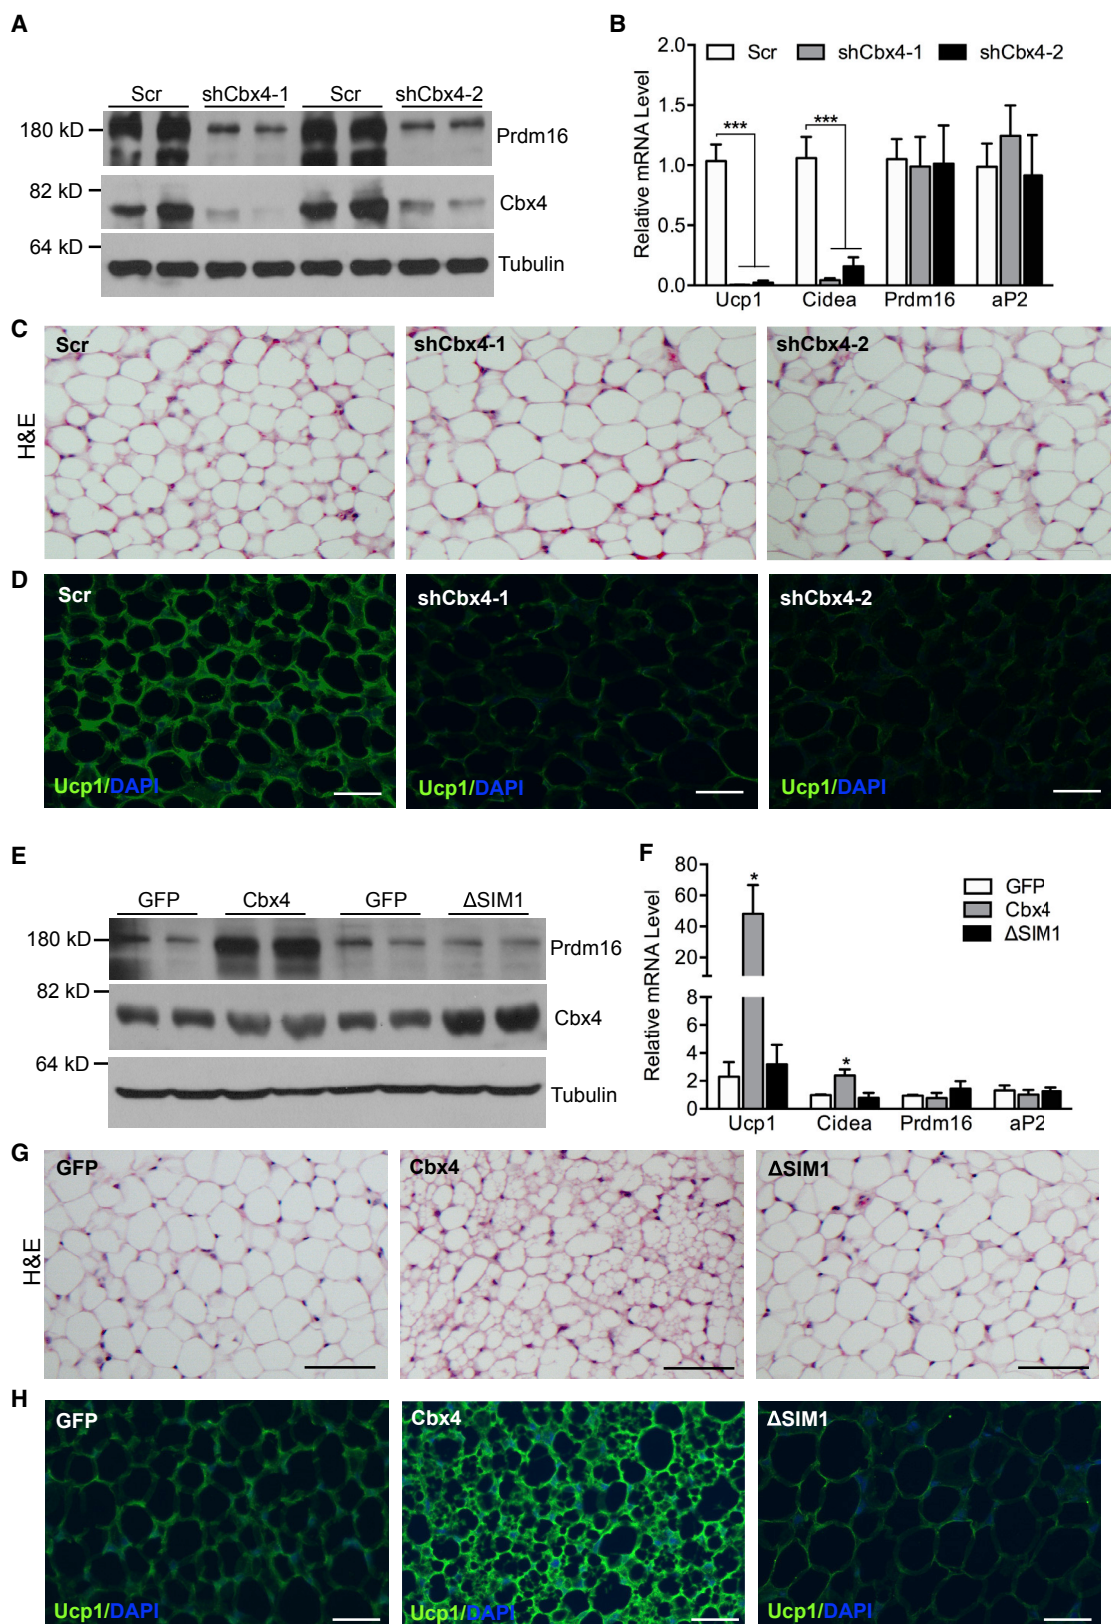 A
Scr shCbx4-1 Scr shCbx4-2
180 kD Prdm16
82 kD Cbx4
64 kD Tubulin
B
Relative mRNA Level
Scr shCbx4-1 shCbx4-2
2.0
1.5
1.0
0.5
0.0
*** ***
Ucp1 Cidea Prdm16 aP2
C
H&E
Scr shCbx4-1 shCbx4-2
D
Scr shCbx4-1 shCbx4-2
Ucp1/DAPI Ucp1/DAPI Ucp1/DAPI
E
GFP Cbx4 GFP ΔSIM1
180 kD Prdm16
82 kD Cbx4
64 kD Tubulin
F
Relative mRNA Level
80
60
40
20
8
6
4
2
0
* *
GFP
Cbx4
ΔSIM1
Ucp1 Cidea Prdm16 aP2
G
H&E
GFP Cbx4 ΔSIM1
H
GFP Cbx4 ΔSIM1
Ucp1/DAPI Ucp1/DAPI Ucp1/DAPI